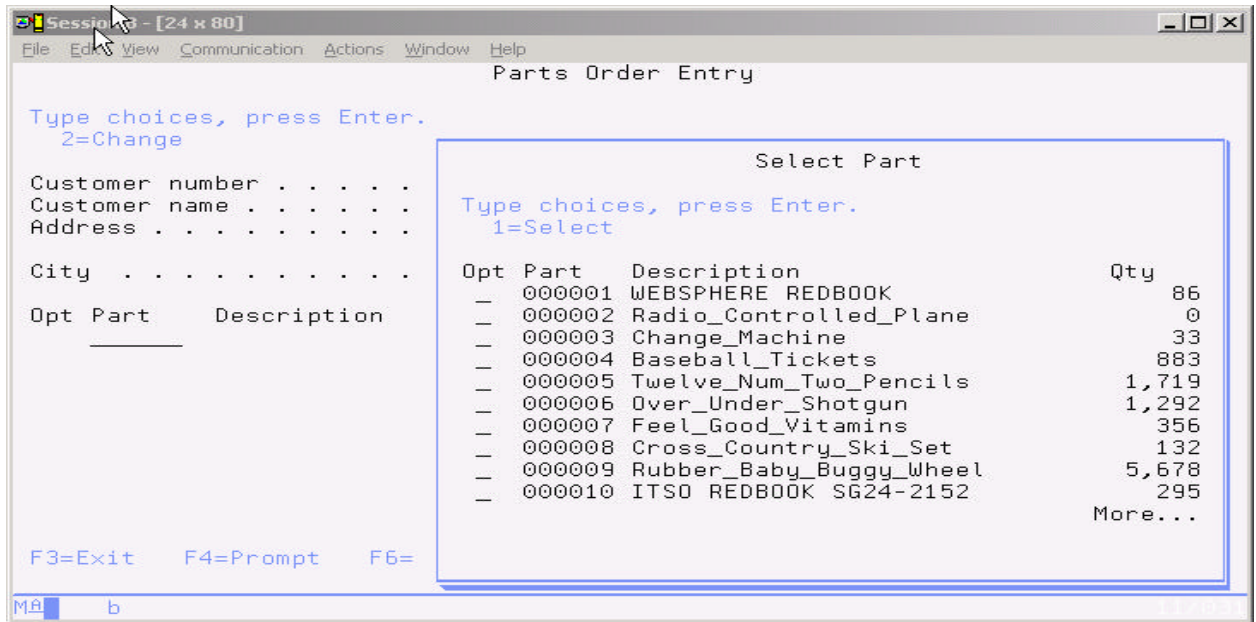 Session B - [24 x 80]
File Edit View Communication Actions Window Help
Parts Order Entry
Type choices, press Enter.
2=Change
Customer number . . . . .
Customer name . . . . . .
Address . . . . . . . . .
City . . . . . . . . . .
Opt Part Description
Select Part
Type choices, press Enter.
1=Select
Opt Part Description Qty
_ 000001 WEBSPHERE REDBOOK 86
_ 000002 Radio_Controlled_Plane 0
_ 000003 Change_Machine 33
_ 000004 Baseball_Tickets 883
_ 000005 Twelve_Num_Two_Pencils 1,719
_ 000006 Over_Under_Shotgun 1,292
_ 000007 Feel_Good_Vitamins 356
_ 000008 Cross_Country_Ski_Set 132
_ 000009 Rubber_Baby_Buggy_Wheel 5,678
_ 000010 ITSO REDBOOK SG24-2152 295
More...
F3=Exit F4=Prompt F6=
MA b